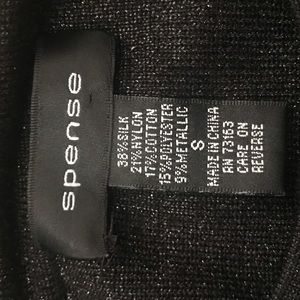 spense
38%SILK
21%NYLON
17%COTTON
15%POLYESTER
9%METALLIC
S
MADE IN CHINA
RN 73163
CARE ON
REVERSE